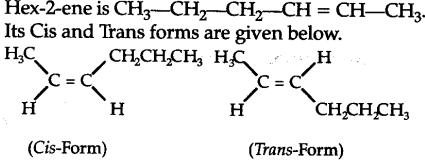 Hex-2-ene is CH₃—CH₂—CH₂—CH = CH—CH₃.
Its Cis and Trans forms are given below.
H₃C CH₂CH₂CH₃ H₃C H
C = C C = C
H H H CH₂CH₂CH₃
(Cis-Form) (Trans-Form)